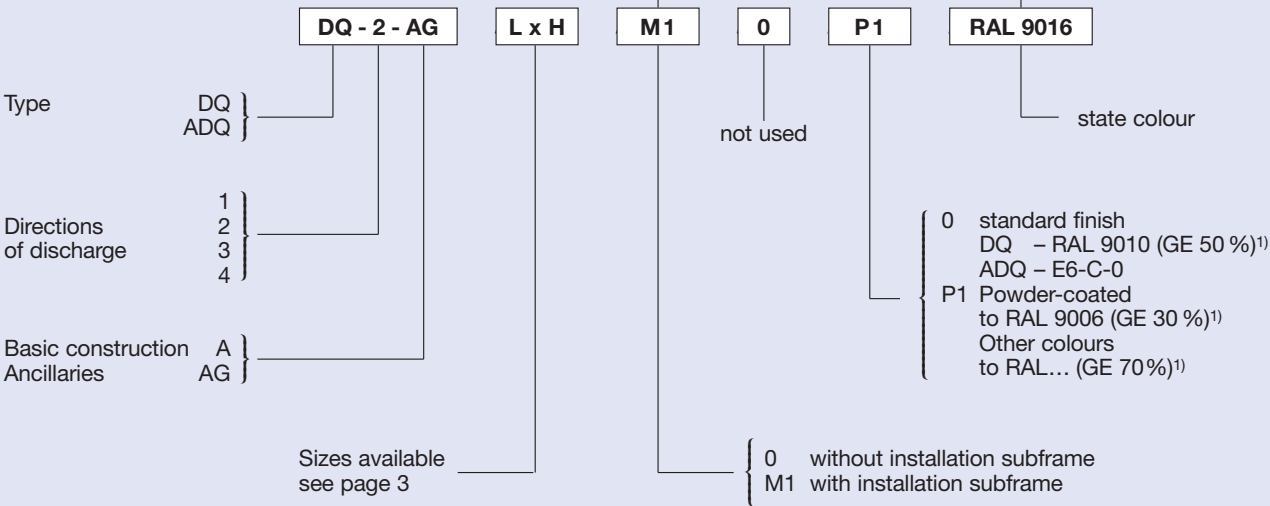 DQ - 2 - AG L x H M1 0 P1 RAL 9016
Type DQ
ADQ
not used
state colour
Directions
of discharge
1
2
3
4
0 standard finish
DQ – RAL 9010 (GE 50 %)1)
ADQ – E6-C-0
P1 Powder-coated
to RAL 9006 (GE 30 %)1)
Other colours
to RAL… (GE 70%)1)
Basic construction A
Ancillaries AG
Sizes available
see page 3
0 without installation subframe
M1 with installation subframe